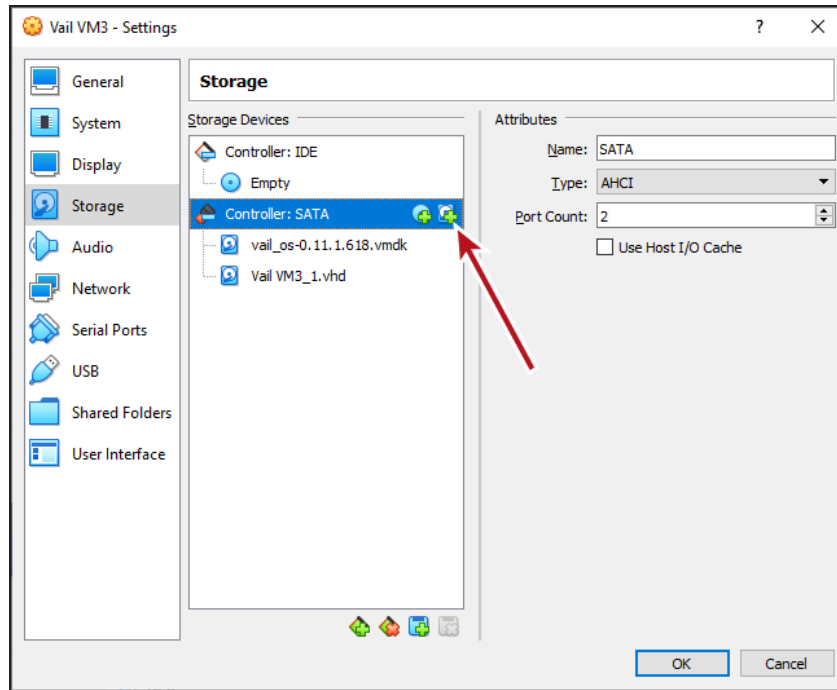 Vail VM3 - Settings
?
General
System
Display
Storage
Audio
Network
Serial Ports
USB
Shared Folders
User Interface
Storage
Storage Devices
Controller: IDE
Empty
Controller: SATA
vail_os-0.11.1.618.vmdk
Vail VM3_1.vhd
Attributes
Name: SATA
Type: AHCI
Port Count: 2
Use Host I/O Cache
OK
Cancel